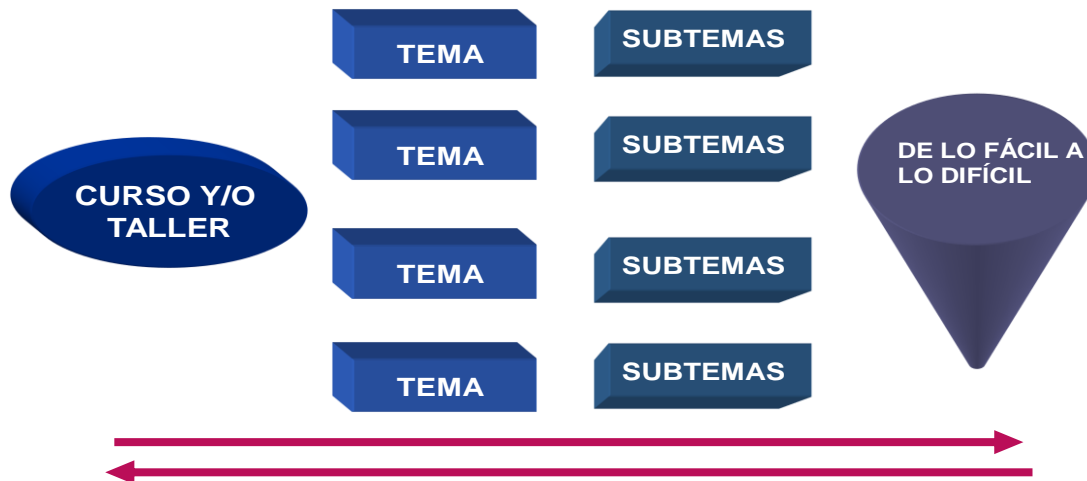 CURSO Y/O
TALLER
TEMA
SUBTEMAS
TEMA
SUBTEMAS
TEMA
SUBTEMAS
TEMA
SUBTEMAS
DE LO FÁCIL A
LO DIFÍCIL